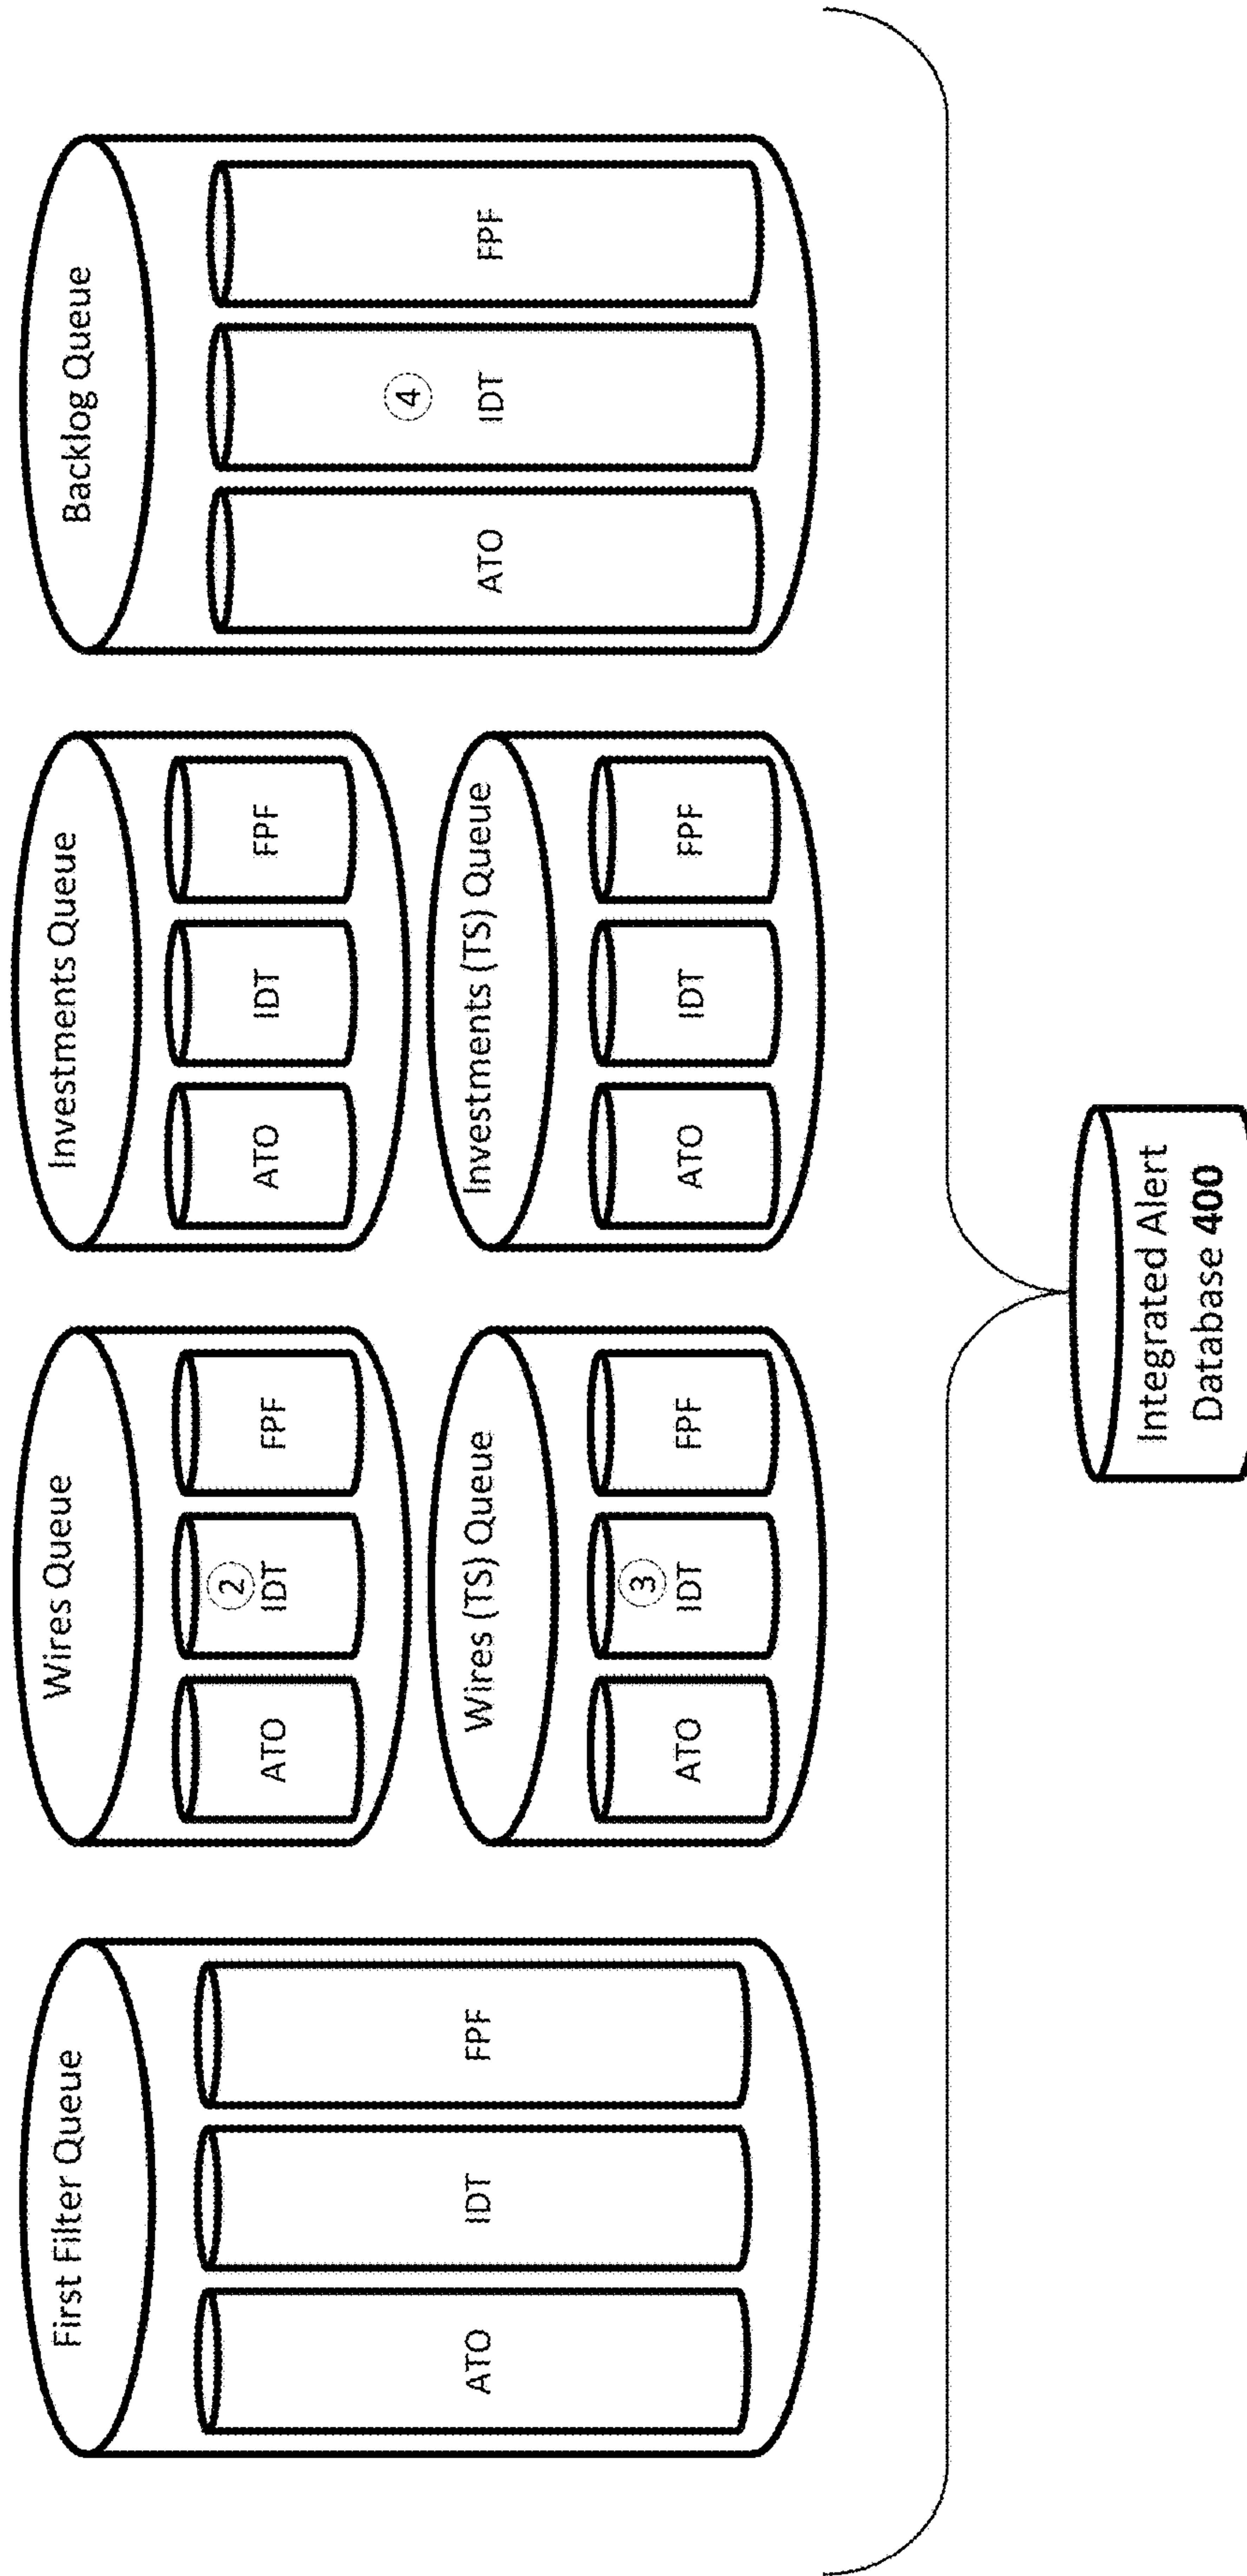 First Filter Queue
ATO
IDT
FPF
Wires Queue
ATO
2
IDT
FPF
Wires (TS) Queue
ATO
3
IDT
FPF
Investments Queue
ATO
IDT
FPF
Investments (TS) Queue
ATO
IDT
FPF
Backlog Queue
ATO
4
IDT
FPF
Integrated Alert
Database 400